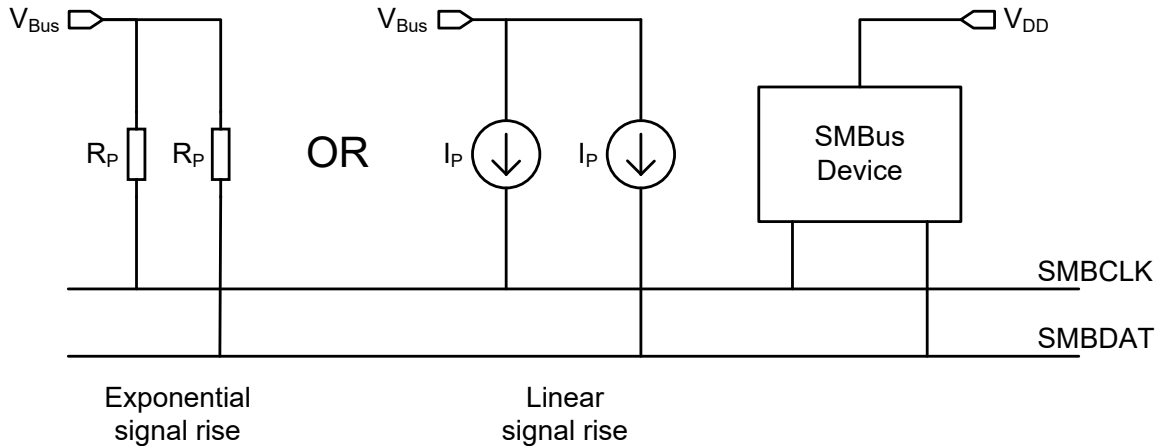 V_Bus
V_Bus
V_DD
R_P
R_P
OR
I_P
I_P
SMBus
Device
SMBCLK
SMBDAT
Exponential
signal rise
Linear
signal rise